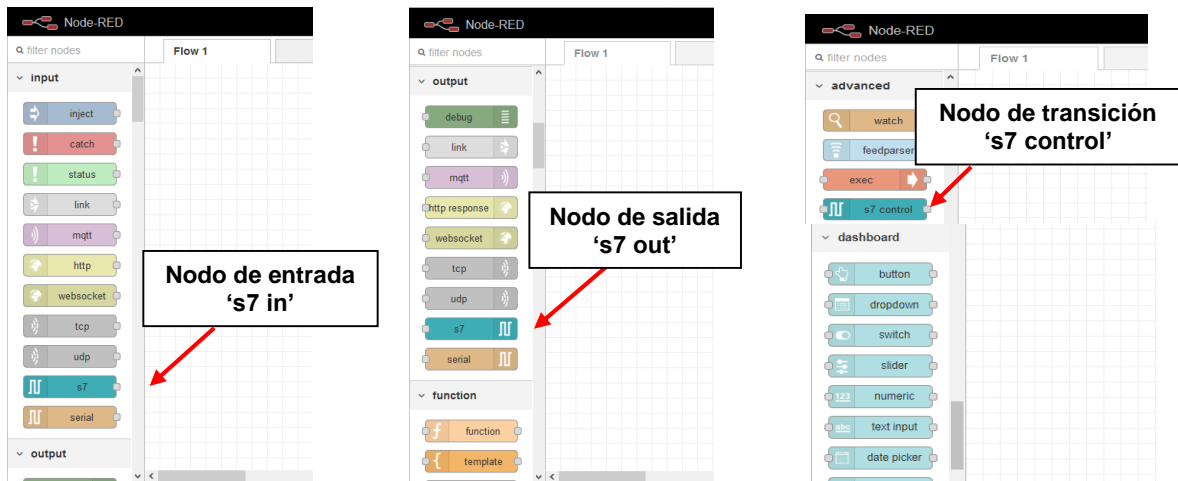 Node-RED
filter nodes
Flow 1
input
inject
catch
status
link
mqtt
http
websocket
tcp
udp
s7
serial
output
Nodo de entrada
‘s7 in’
Node-RED
filter nodes
Flow 1
output
debug
link
mqtt
http response
websocket
tcp
udp
s7
serial
function
function
f
template
{
Nodo de salida
‘s7 out’
Node-RED
filter nodes
Flow 1
advanced
watch
feedparser
exec
s7 control
dashboard
button
dropdown
switch
slider
123 numeric
abc text input
date picker
Nodo de transición
‘s7 control’